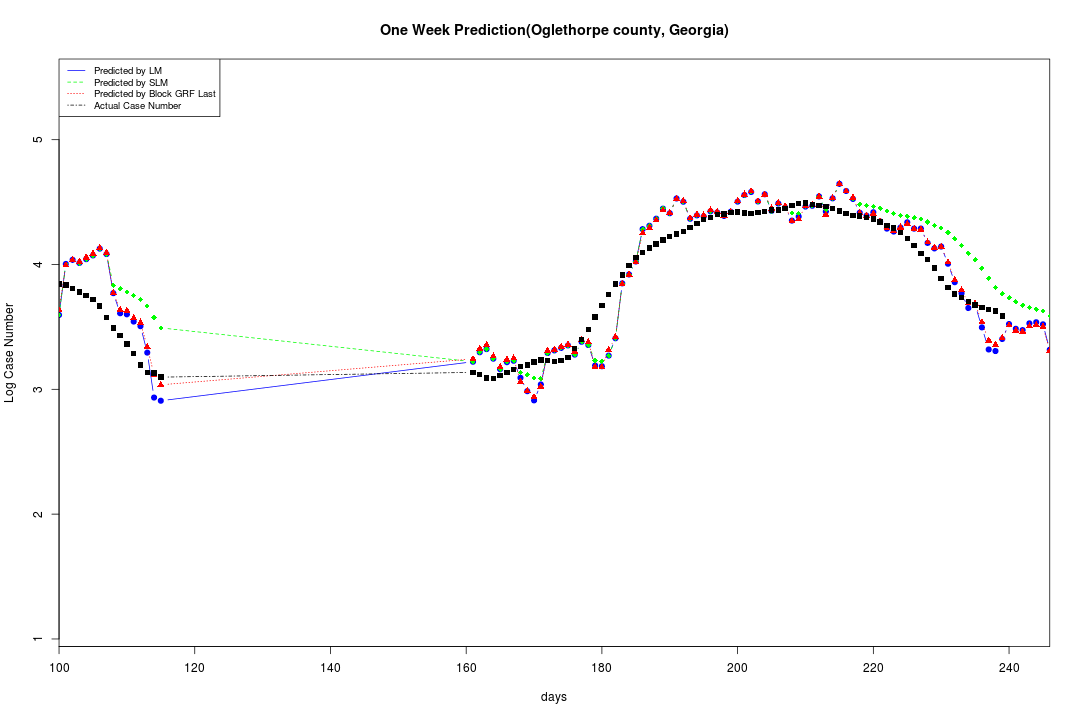 One Week Prediction(Oglethorpe county, Georgia)
Predicted by LM
Predicted by SLM
Predicted by Block GRF Last
Actual Case Number
Log Case Number
5
4
3
2
1
100 120 140 160 180 200 220 240
days